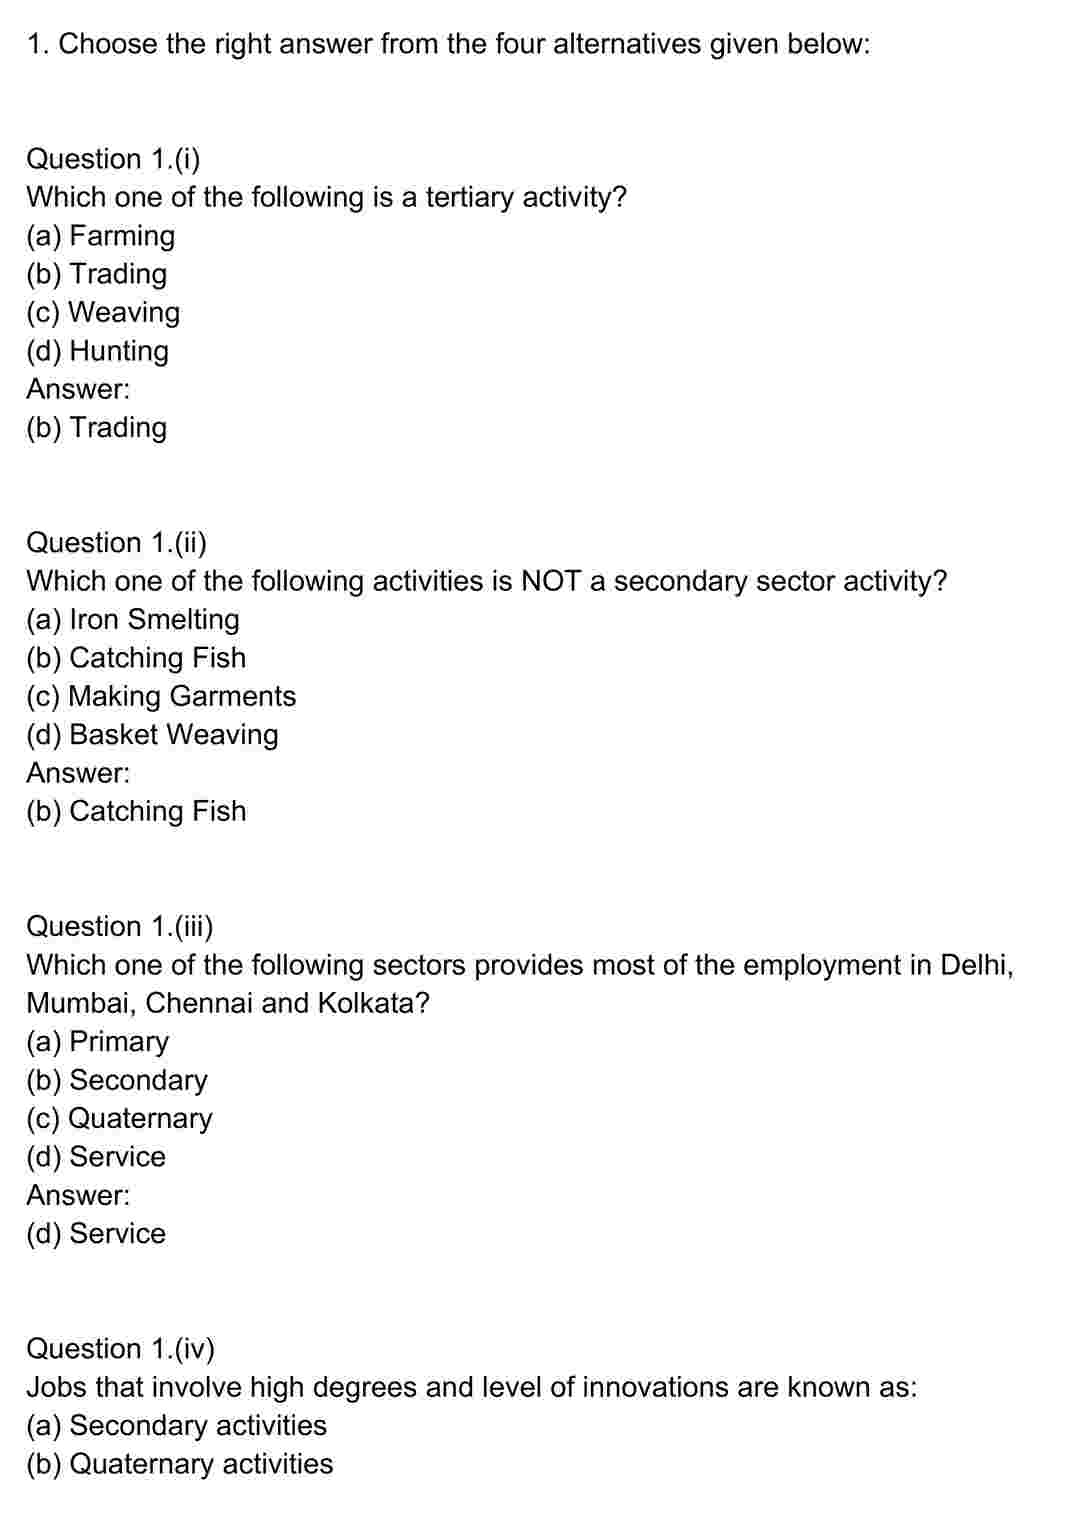 1. Choose the right answer from the four alternatives given below:
Question 1.(i)
Which one of the following is a tertiary activity?
(a) Farming
(b) Trading
(c) Weaving
(d) Hunting
Answer:
(b) Trading
Question 1.(ii)
Which one of the following activities is NOT a secondary sector activity?
(a) Iron Smelting
(b) Catching Fish
(c) Making Garments
(d) Basket Weaving
Answer:
(b) Catching Fish
Question 1.(iii)
Which one of the following sectors provides most of the employment in Delhi,
Mumbai, Chennai and Kolkata?
(a) Primary
(b) Secondary
(c) Quaternary
(d) Service
Answer:
(d) Service
Question 1.(iv)
Jobs that involve high degrees and level of innovations are known as:
(a) Secondary activities
(b) Quaternary activities